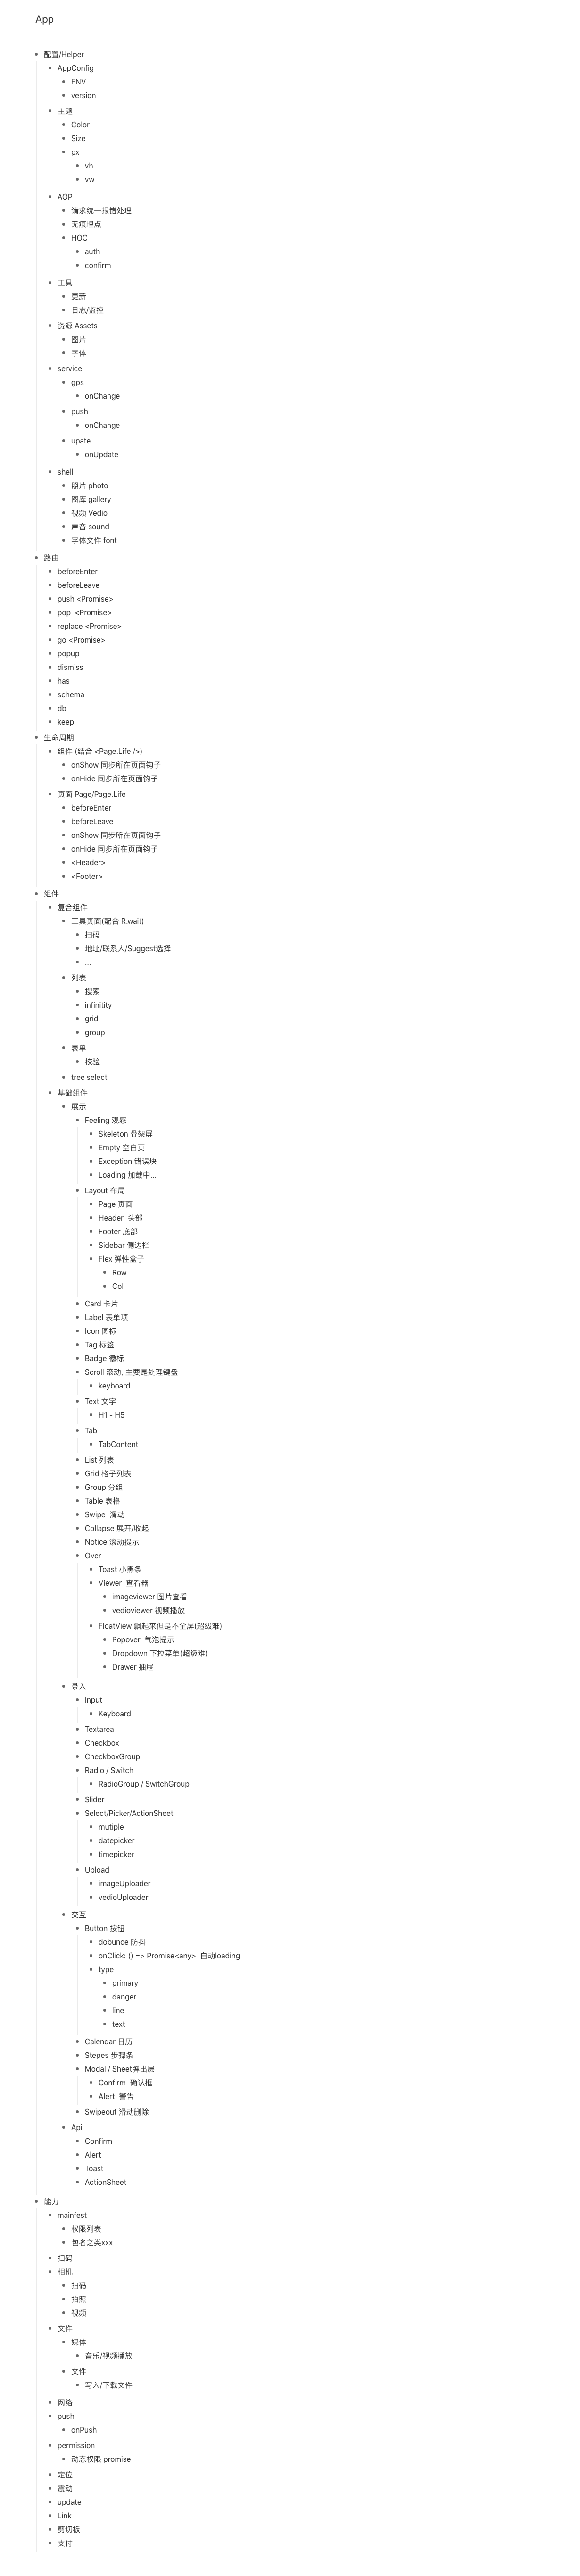 App
配置/Helper
AppConfig
ENV
version
主题
Color
Size
px
vh
vw
AOP
请求统一报错处理
无痕埋点
HOC
auth
confirm
工具
更新
日志/监控
资源 Assets
图片
字体
service
gps
onChange
push
onChange
upate
onUpdate
shell
照片 photo
图库 gallery
视频 Vedio
声音 sound
字体文件 font
路由
beforeEnter
beforeLeave
push <Promise>
pop  <Promise>
replace <Promise>
go <Promise>
popup
dismiss
has
schema
db
keep
生命周期
组件 (结合 <Page.Life />)
onShow 同步所在页面钩子
onHide 同步所在页面钩子
页面 Page/Page.Life
beforeEnter
beforeLeave
onShow 同步所在页面钩子
onHide 同步所在页面钩子
<Header>
<Footer>
组件
复合组件
工具页面(配合 R.wait)
扫码
地址/联系人/Suggest选择
...
列表
搜索
infinitity
grid
group
表单
校验
tree select
基础组件
展示
Feeling 观感
Skeleton 骨架屏
Empty 空白页
Exception 错误块
Loading 加载中...
Layout 布局
Page 页面
Header  头部
Footer 底部
Sidebar 侧边栏
Flex 弹性盒子
Row
Col
Card 卡片
Label 表单项
Icon 图标
Tag 标签
Badge 徽标
Scroll 滚动, 主要是处理键盘
keyboard
Text 文字
H1 - H5
Tab
TabContent
List 列表
Grid 格子列表
Group 分组
Table 表格
Swipe  滑动
Collapse 展开/收起
Notice 滚动提示
Over
Toast 小黑条
Viewer  查看器
imageviewer 图片查看
vedioviewer 视频播放
FloatView 飘起来但是不全屏(超级难)
Popover  气泡提示
Dropdown 下拉菜单(超级难)
Drawer 抽屉
录入
Input
Keyboard
Textarea
Checkbox
CheckboxGroup
Radio / Switch
RadioGroup / SwitchGroup
Slider
Select/Picker/ActionSheet
mutiple
datepicker
timepicker
Upload
imageUploader
vedioUploader
交互
Button 按钮
dobunce 防抖
onClick: () => Promise<any>  自动loading
type
primary
danger
line
text
Calendar 日历
Stepes 步骤条
Modal / Sheet弹出层
Confirm  确认框
Alert  警告
Swipeout 滑动删除
Api
Confirm
Alert
Toast
ActionSheet
能力
mainfest
权限列表
包名之类xxx
扫码
相机
扫码
拍照
视频
文件
媒体
音乐/视频播放
文件
写入/下载文件
网络
push
onPush
permission
动态权限 promise
定位
震动
update
Link
剪切板
支付